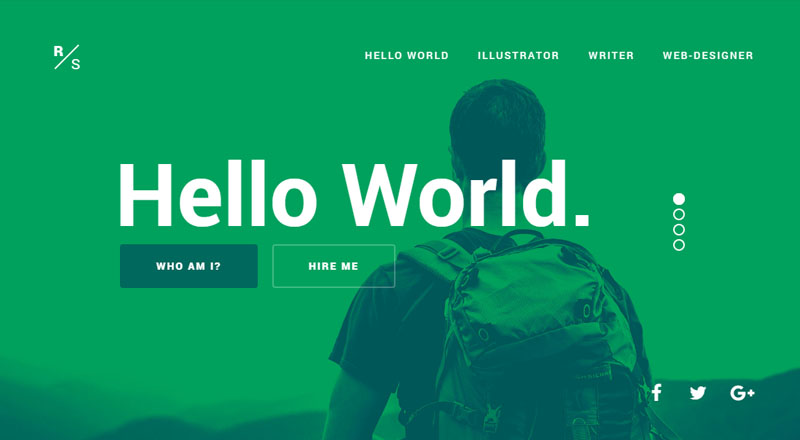 R/S
HELLO WORLD ILLUSTRATOR WRITER WEB-DESIGNER
Hello World.
WHO AM I? HIRE ME
f G+